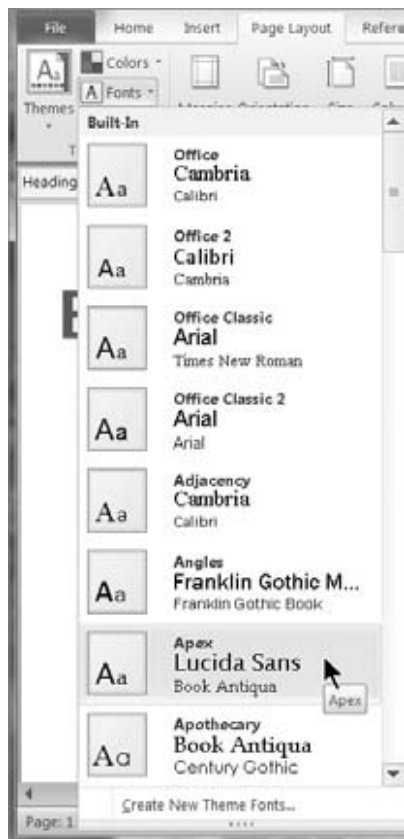 File Home Insert Page Layout Refere
Aa Colors
Themes A Fonts
Built-In
Heading
Aa Office
Cambria
Calibri
Aa Office 2
Calibri
Cambria
Aa Office Classic
Arial
Times New Roman
Aa Office Classic 2
Arial
Arial
Aa Adjacency
Cambria
Calibri
Aa Angles
Franklin Gothic M...
Franklin Gothic Book
Aa Apex
Lucida Sans
Book Antiqua
Apex
Aa Apothecary
Book Antiqua
Century Gothic
Create New Theme Fonts...
Page: 1